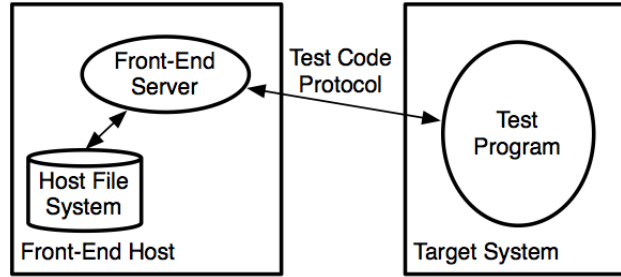 Front-End
Server
Test Code
Protocol
Test
Program
Host File
System
Front-End Host
Target System